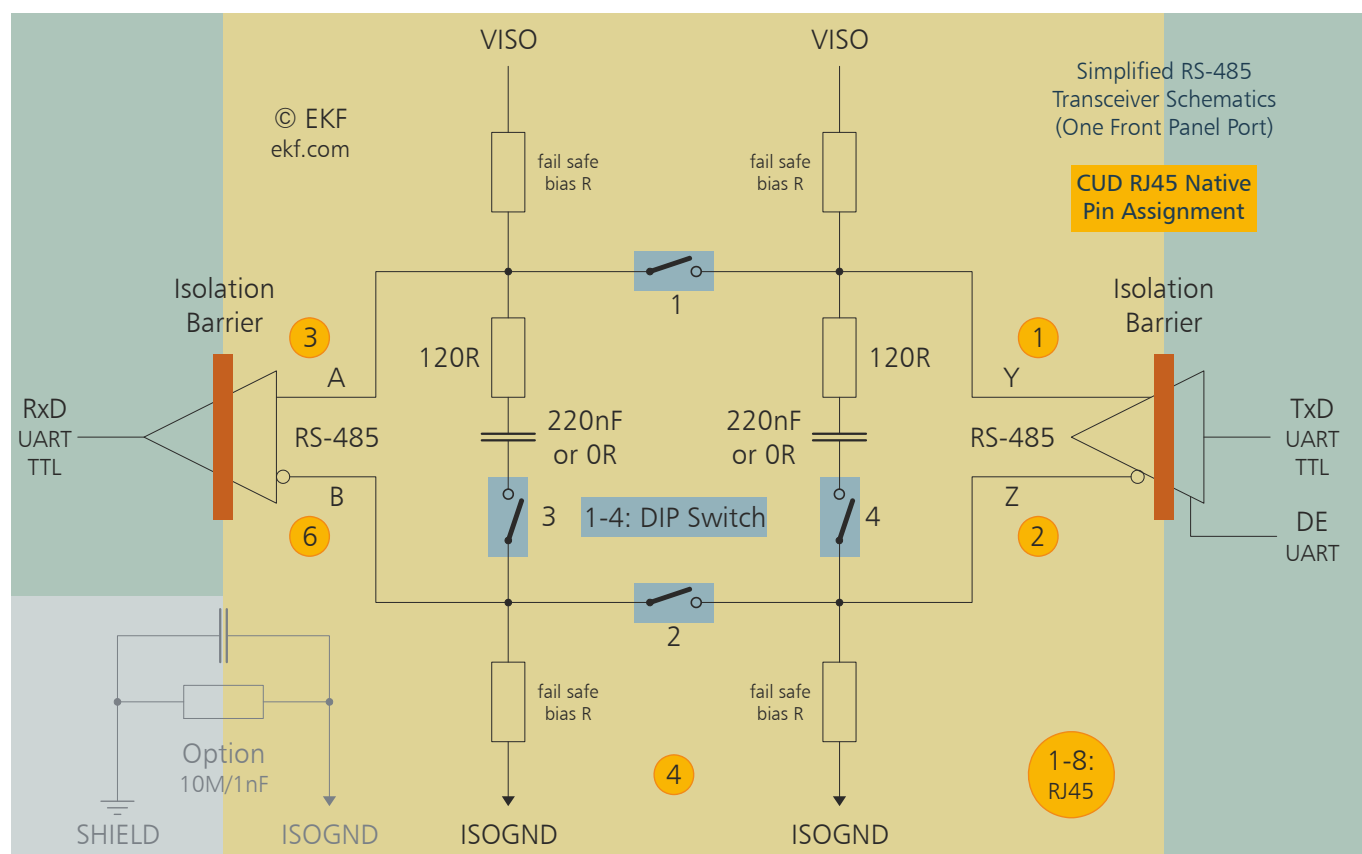 VISO
VISO
© EKF
ekf.com
Simplified RS-485
Transceiver Schematics
(One Front Panel Port)
fail safe
bias R
fail safe
bias R
CUD RJ45 Native
Pin Assignment
Isolation
Barrier
1
Isolation
Barrier
3
1
120R
120R
A
Y
RxD
UART
TTL
RS-485
220nF
or 0R
220nF
or 0R
RS-485
TxD
UART
TTL
B
3
1-4: DIP Switch
4
Z
6
2
DE
UART
2
fail safe
bias R
fail safe
bias R
Option
10M/1nF
4
1-8:
RJ45
SHIELD
ISOGND
ISOGND
ISOGND